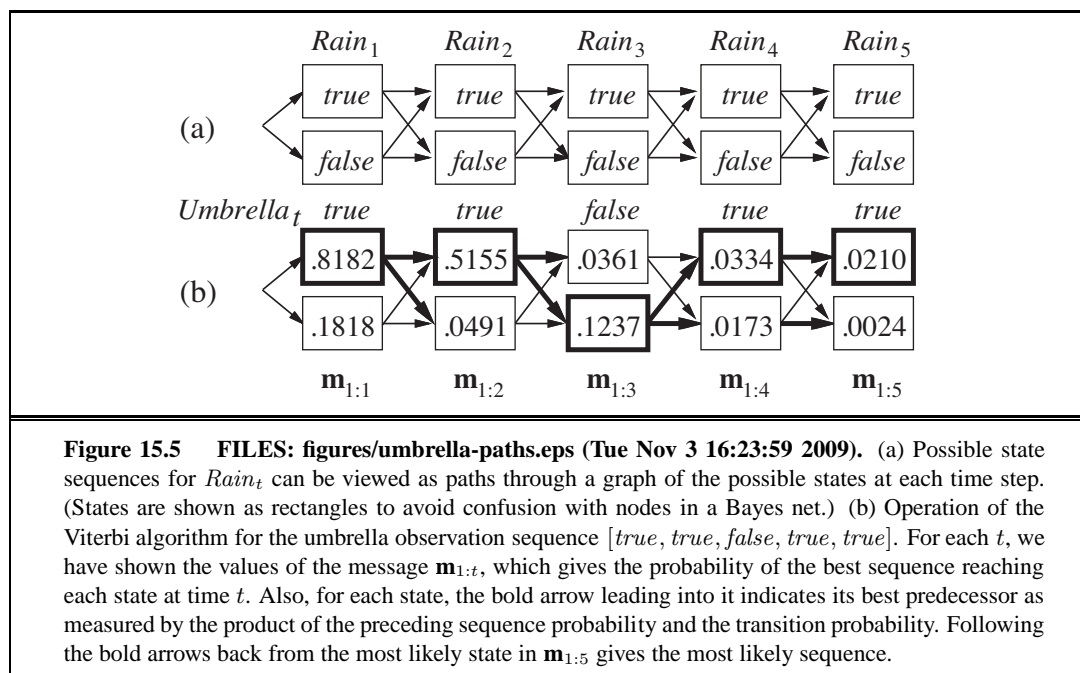 Rain1 Rain2 Rain3 Rain4 Rain5
true true true true true
(a)
false false false false false
Umbrella t true true false true true
.8182 .5155 .0361 .0334 .0210
(b)
.1818 .0491 .1237 .0173 .0024
m1:1 m1:2 m1:3 m1:4 m1:5
Figure 15.5 FILES: figures/umbrella-paths.eps (Tue Nov 3 16:23:59 2009). (a) Possible state
sequences for Raint can be viewed as paths through a graph of the possible states at each time step.
(States are shown as rectangles to avoid confusion with nodes in a Bayes net.) (b) Operation of the
Viterbi algorithm for the umbrella observation sequence [true, true, false, true, true]. For each t, we
have shown the values of the message m1:t, which gives the probability of the best sequence reaching
each state at time t. Also, for each state, the bold arrow leading into it indicates its best predecessor as
measured by the product of the preceding sequence probability and the transition probability. Following
the bold arrows back from the most likely state in m1:5 gives the most likely sequence.